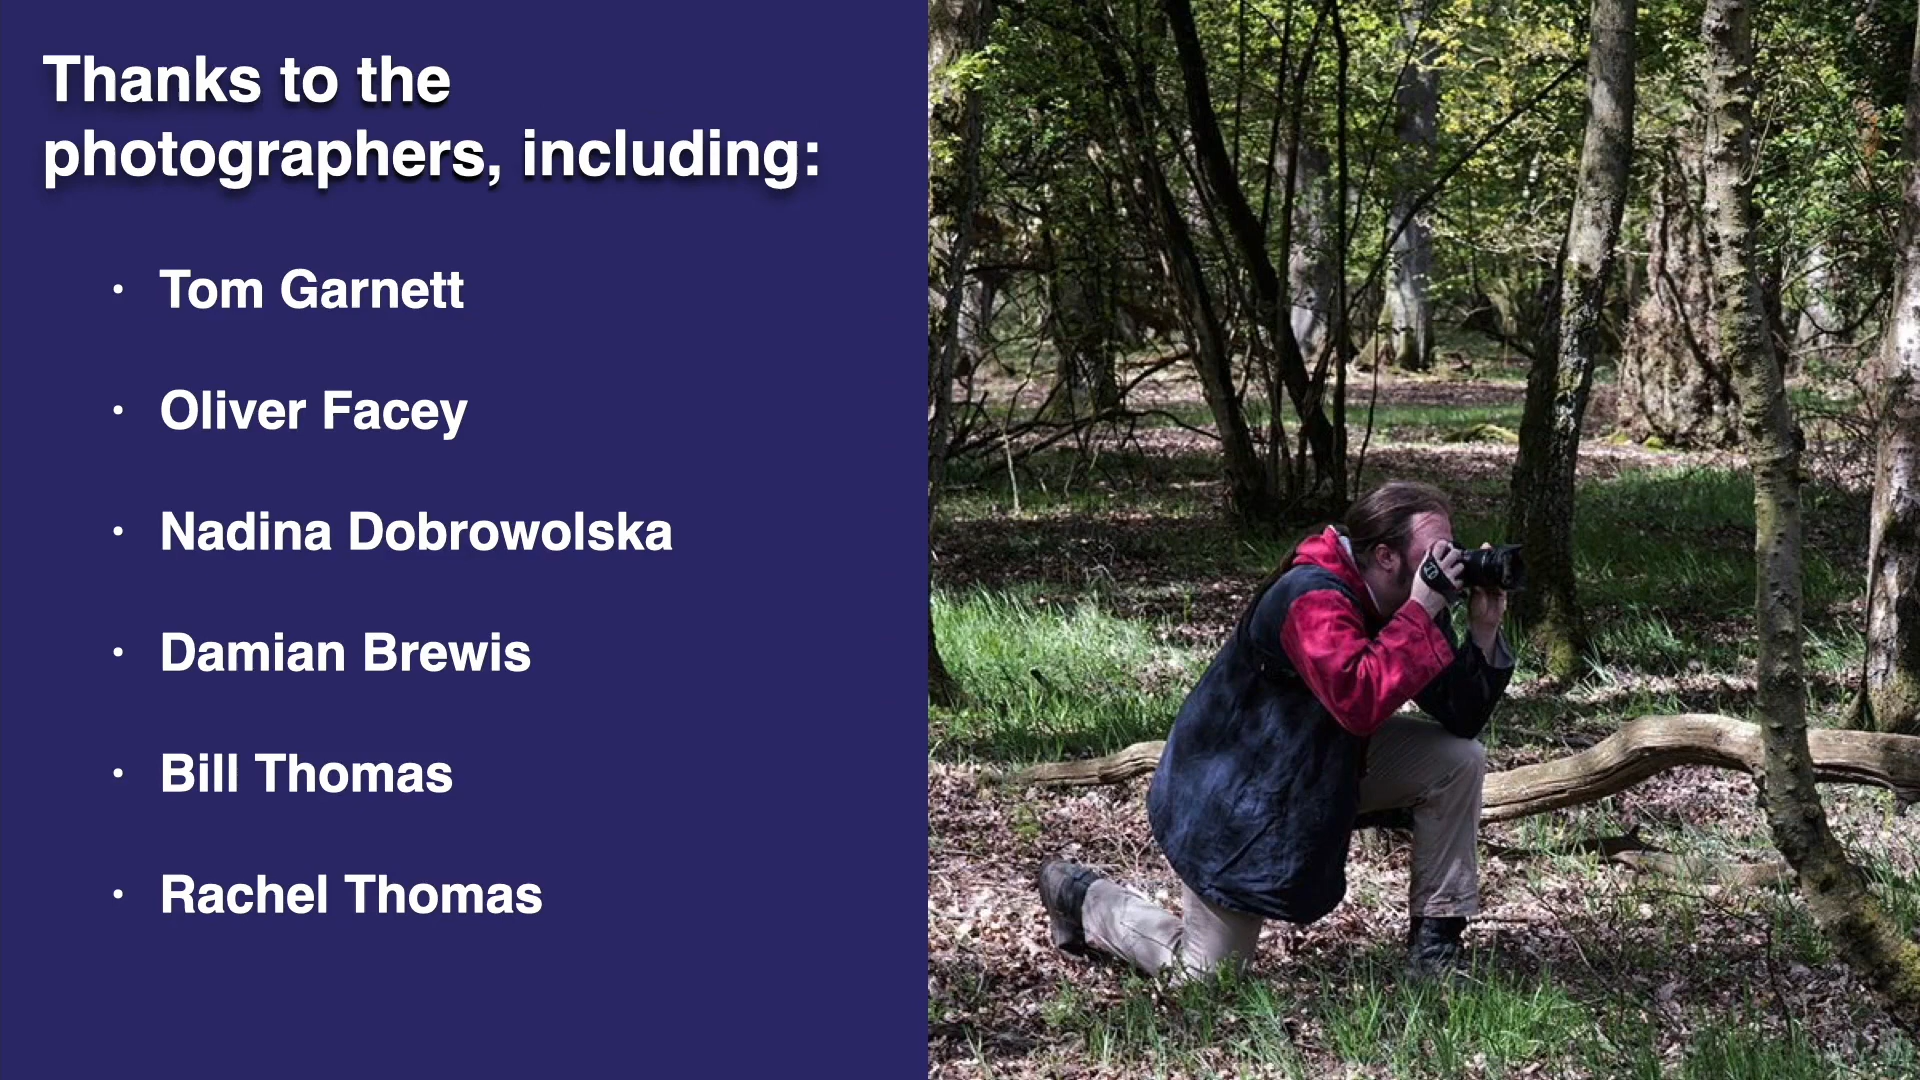 Thanks to the
photographers, including:
• Tom Garnett
• Oliver Facey
• Nadina Dobrowolska
• Damian Brewis
• Bill Thomas
• Rachel Thomas